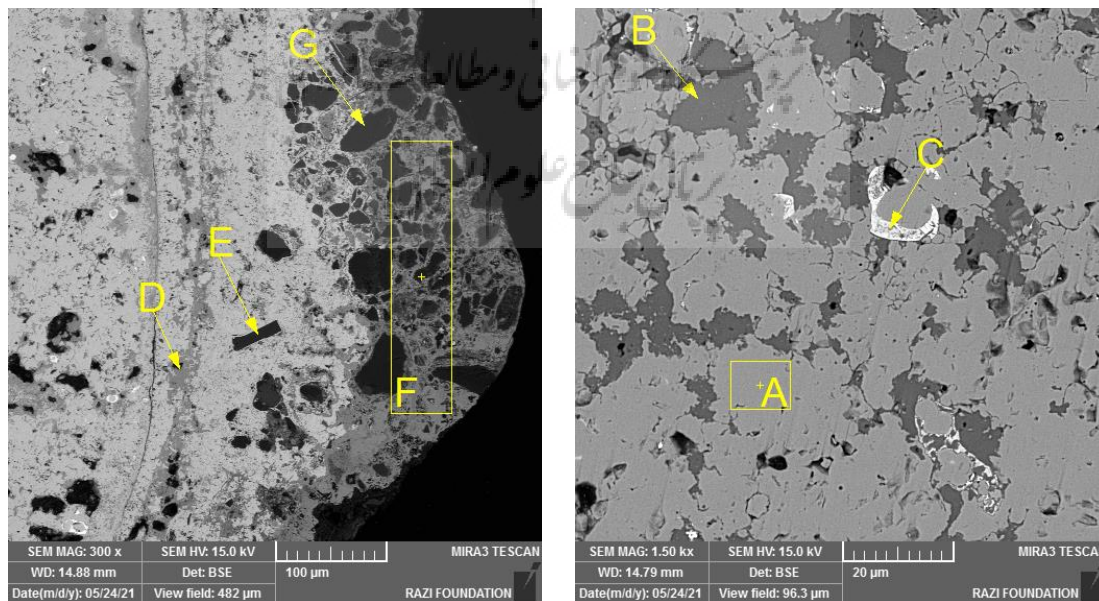 G
E
D
F
SEM MAG: 300 x SEM HV: 15.0 kV MIRA3 TESCAN
WD: 14.88 mm Det: BSE 100 µm
Date(m/d/y): 05/24/21 View field: 482 µm RAZI FOUNDATION
B
C
A
SEM MAG: 1.50 kx SEM HV: 15.0 kV MIRA3 TESCA
WD: 14.79 mm Det: BSE 20 µm
Date(m/d/y): 05/24/21 View field: 96.3 µm RAZI FOUNDATION
علوم